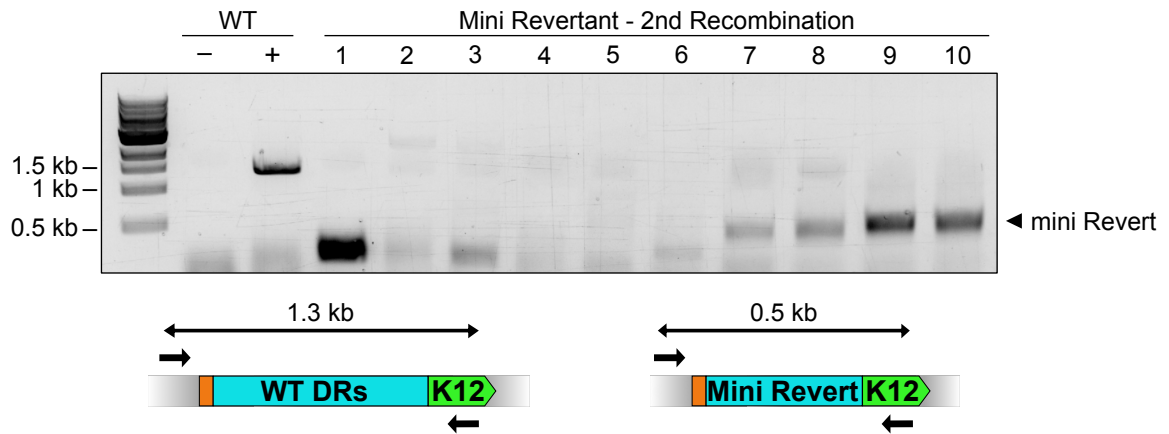 WT Mini Revertant - 2nd Recombination
– + 1 2 3 4 5 6 7 8 9 10
1.5 kb
1 kb
0.5 kb
mini Revert
1.3 kb 0.5 kb
WT DRs K12 Mini Revert K12